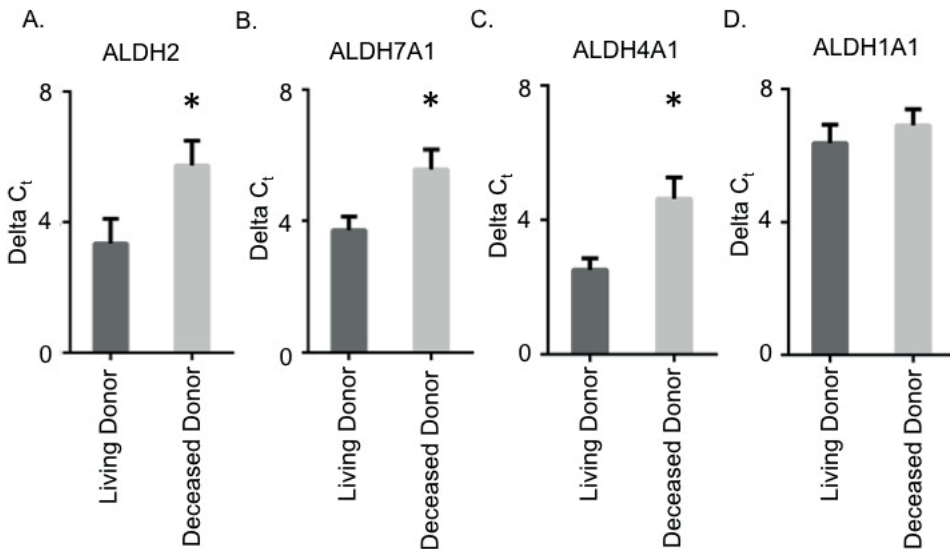 A.
ALDH2
8
4
0
Delta Ct
*
Living Donor
Deceased Donor
B.
ALDH7A1
8
4
0
Delta Ct
*
Living Donor
Deceased Donor
C.
ALDH4A1
8
4
0
Delta Ct
*
Living Donor
Deceased Donor
D.
ALDH1A1
8
4
0
Delta Ct
Living Donor
Deceased Donor